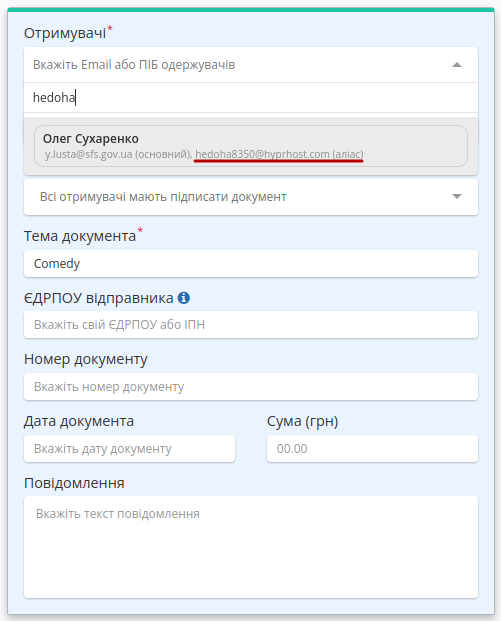 Отримувачі*
Вкажіть Email або ПІБ одержувачів
hedoha
Олег Сухаренко
y.lusta@sfs.gov.ua (основний), hedoha8350@hyprhost.com (аліас)
Всі отримувачі мають підписати документ
Тема документа*
Comedy
ЄДРПОУ відправника
Вкажіть свій ЄДРПОУ або ІПН
Номер документу
Вкажіть номер документу
Дата документа Сума (грн)
Вкажіть дату документу 00.00
Повідомлення
Вкажіть текст повідомлення